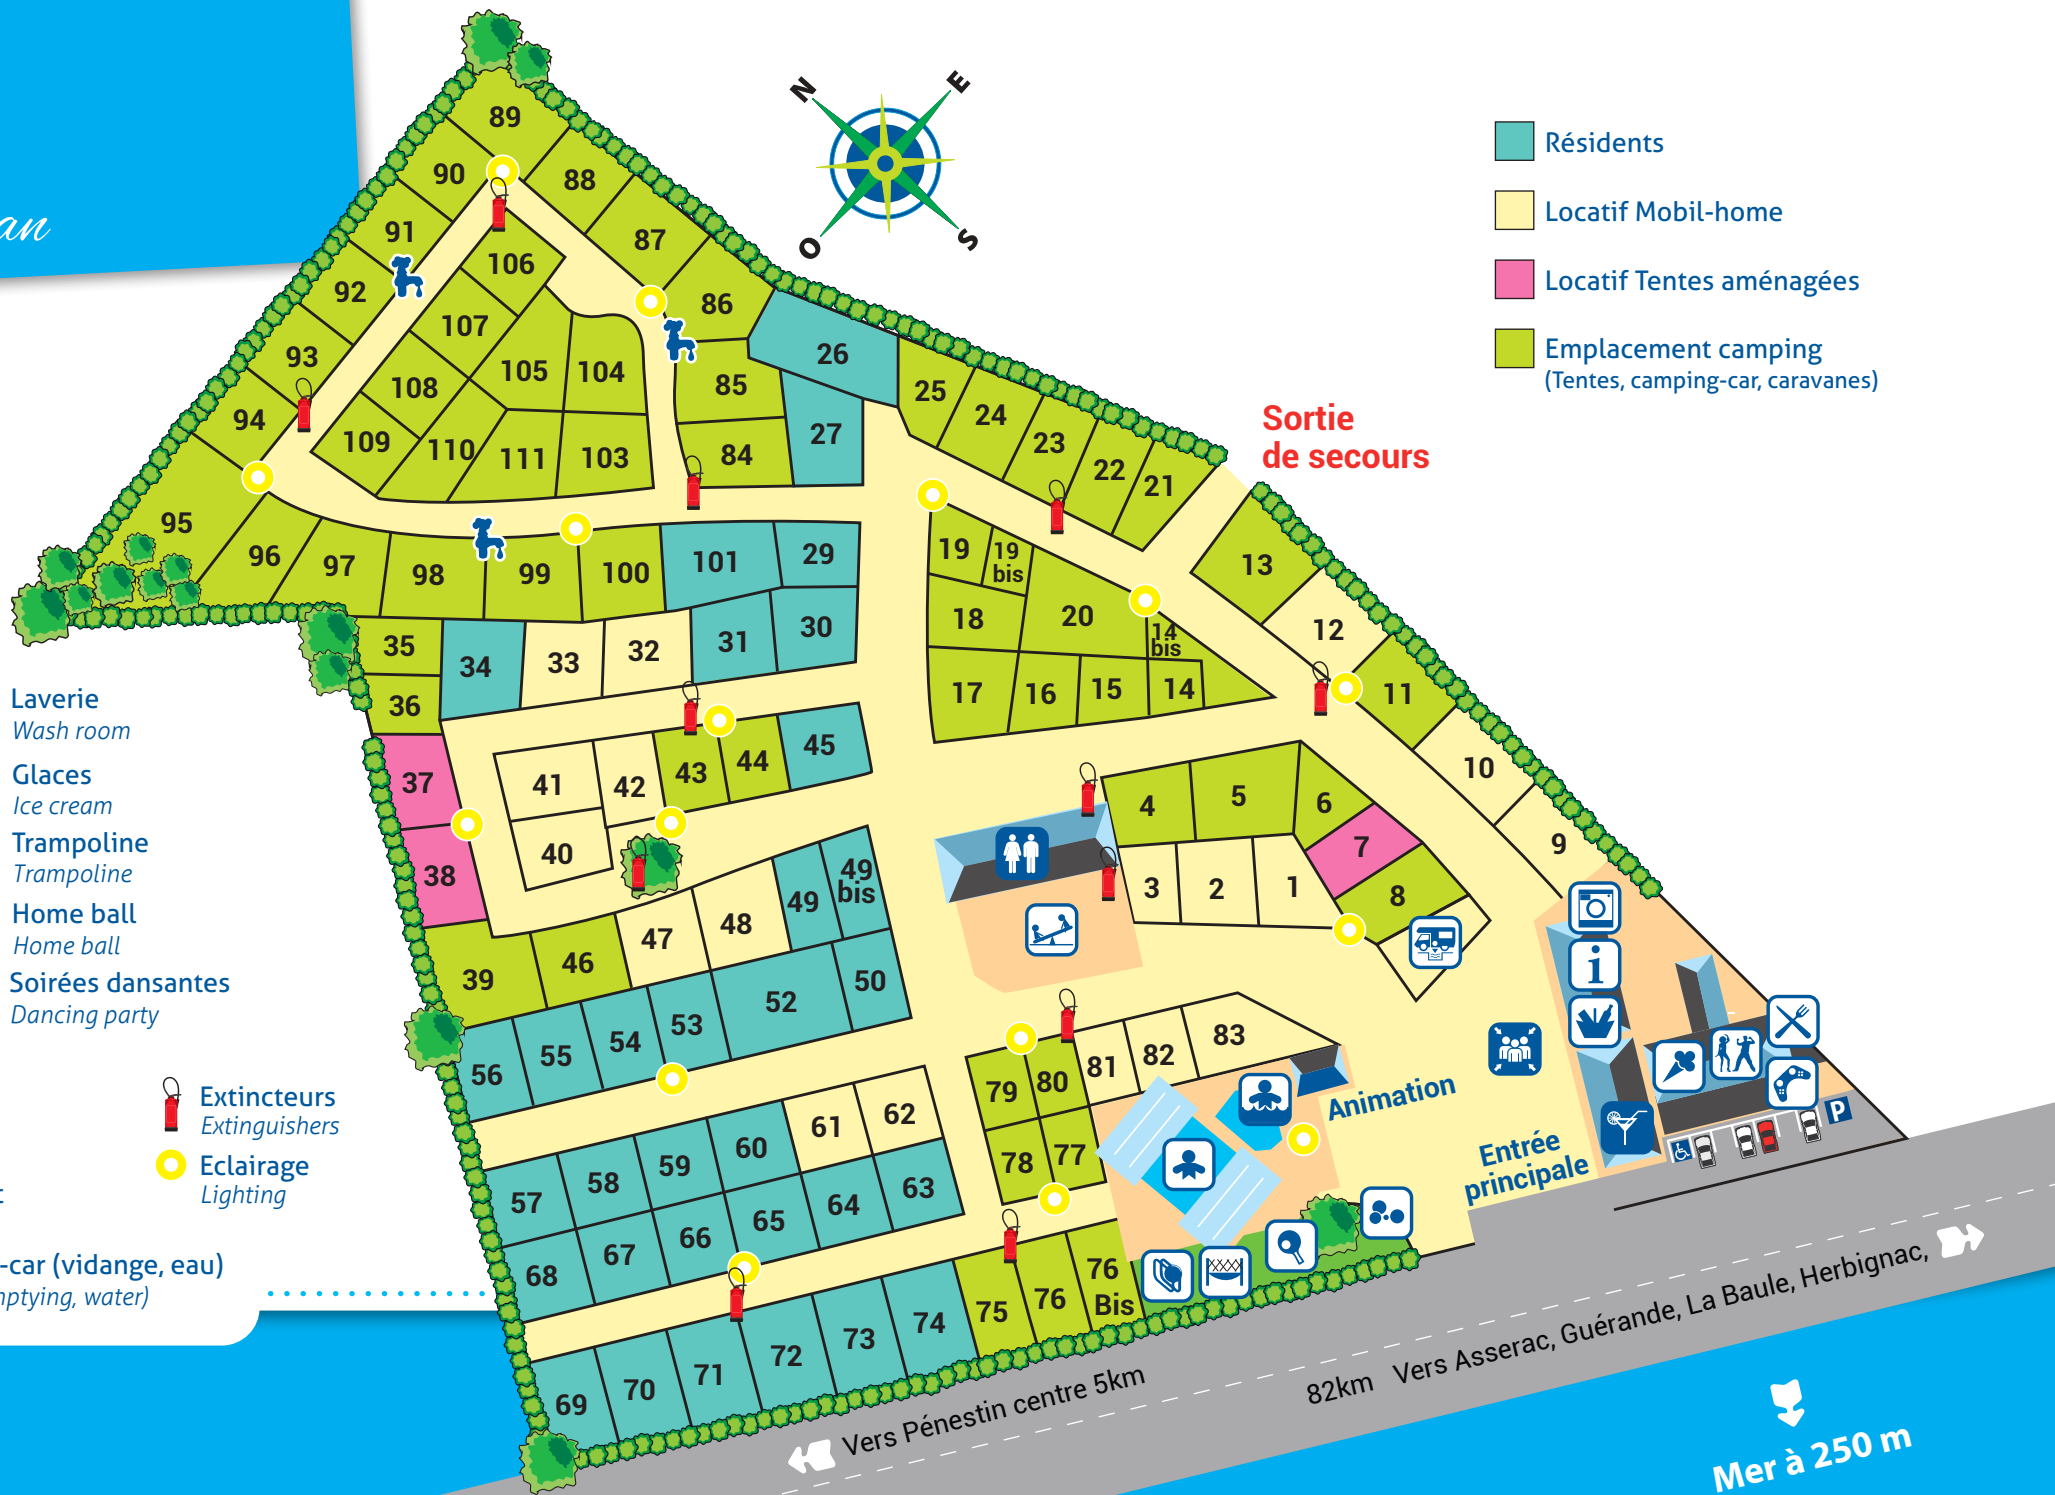 an
N
E
O
S
Résidents
Locatif Mobil-home
Locatif Tentes aménagées
Emplacement camping
(Tentes, camping-car, caravanes)
Sortie
de secours
89
90
88
91
87
106
92
86
107
26
93
105
104
85
25
108
24
94
27
23
109
110
111
103
84
22
21
95
96
97
98
99
100
101
29
19
19
bis
13
18
20
12
14
bis
35
34
33
32
31
30
36
17
16
15
14
11
37
41
42
43
44
45
10
4
5
6
40
7
9
38
3
2
1
8
49
49
bis
47
48
39
46
50
52
53
54
55
56
83
82
81
80
79
61
62
60
59
58
57
78
77
63
64
65
66
67
68
76
76
Bis
75
74
73
72
71
70
69
Laverie
Wash room
Glaces
Ice cream
Trampoline
Trampoline
Home ball
Home ball
Soirées dansantes
Dancing party
Extincteurs
Extinguishers
Eclairage
Lighting
-car (vidange, eau)
nptying, water)
i
P
Animation
Entrée
principale
Vers Pénestin centre 5km
82km Vers Asserac, Guérande, La Baule, Herbignac,
Mer à 250 m